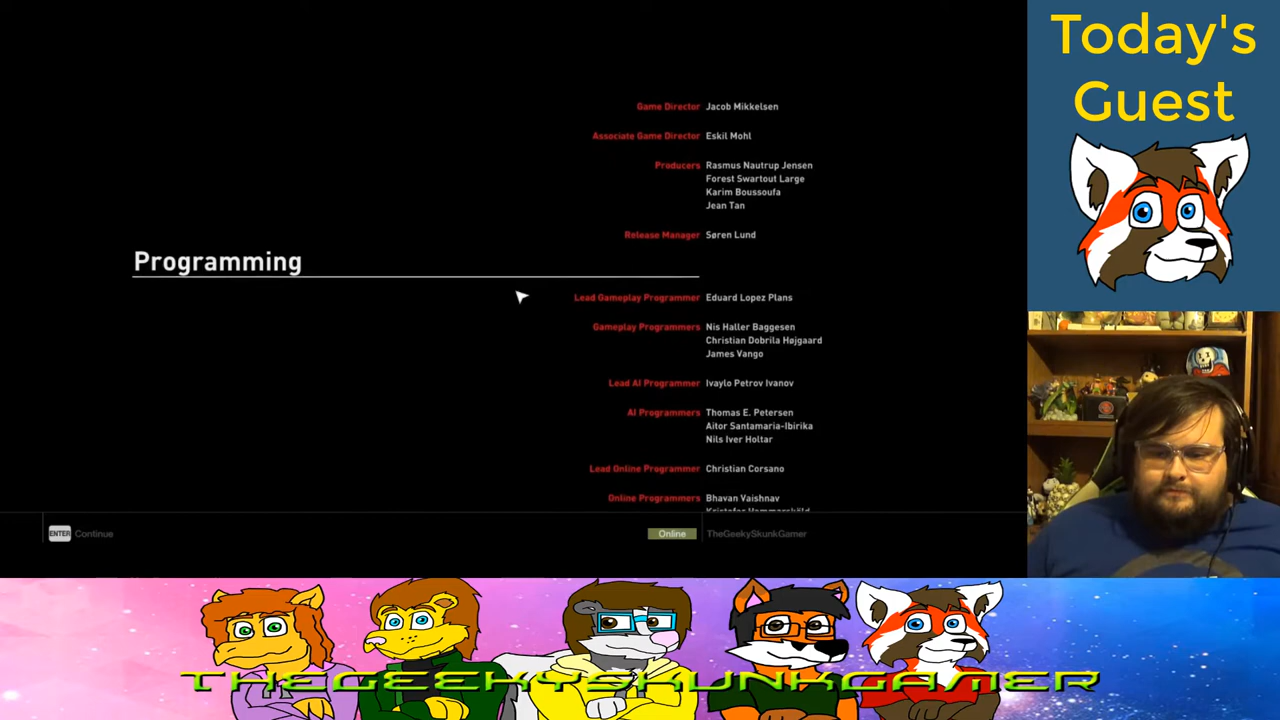 Today's
Guest
Game Director Jacob Mikkelsen
Associate Game Director Eskil Mohl
Producers Rasmus Nautrup Jensen
Forest Swartout Large
Karim Boussoufa
Jean Tan
Release Manager Søren Lund
Programming
Lead Gameplay Programmer Eduard Lopez Plans
Gameplay Programmers Nis Haller Baggesen
Christian Dobrila Højgaard
James Vango
Lead AI Programmer Ivaylo Petrov Ivanov
AI Programmers Thomas E. Petersen
Aitor Santamaria-Ibirika
Nils Iver Holtar
Lead Online Programmer Christian Corsano
Online Programmers Bhavan Vaishnav
ENTER Continue
Online TheGeekySkunkGamer
THEGEEKYSKUNKGAMER